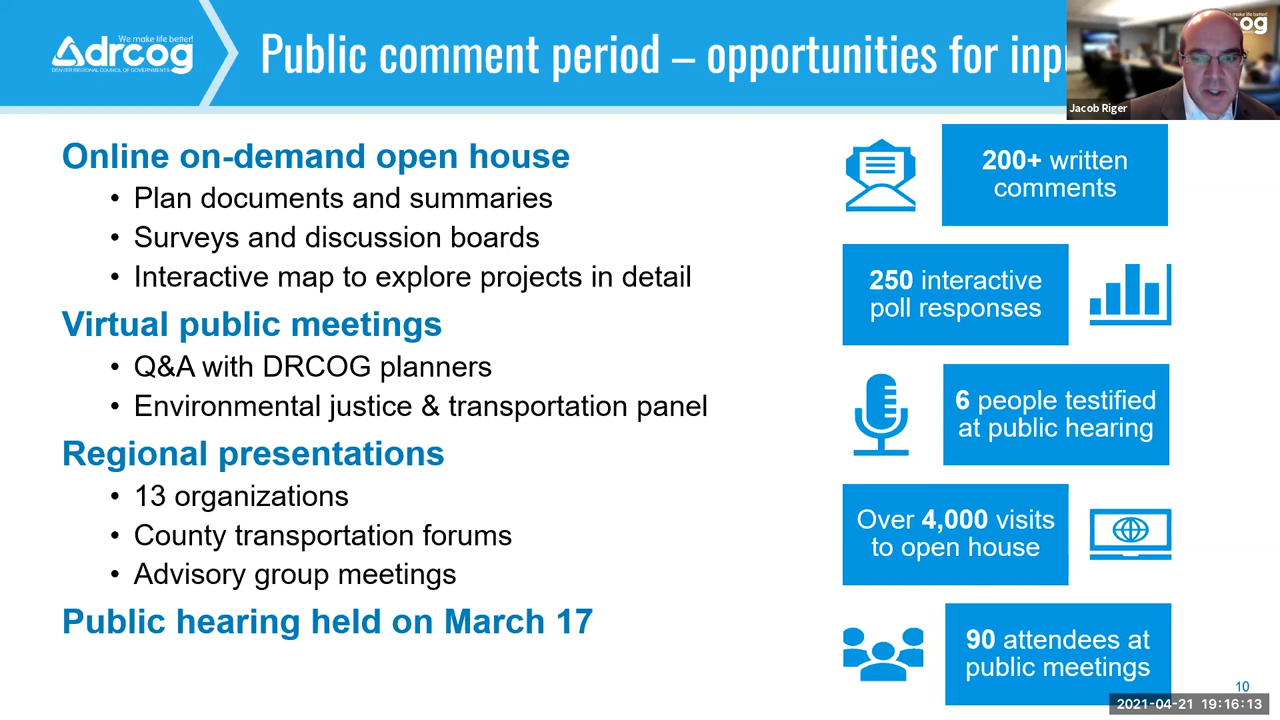 We make life better!
drcog
DENVER REGIONAL COUNCIL OF GOVERNMENTS
Public comment period – opportunities for inp
og
Jacob Riger
Online on-demand open house
• Plan documents and summaries
• Surveys and discussion boards
• Interactive map to explore projects in detail
Virtual public meetings
• Q&A with DRCOG planners
• Environmental justice & transportation panel
Regional presentations
• 13 organizations
• County transportation forums
• Advisory group meetings
Public hearing held on March 17
200+ written
comments
250 interactive
poll responses
6 people testified
at public hearing
Over 4,000 visits
to open house
90 attendees at
public meetings
10
2021-04-21 19:16:13